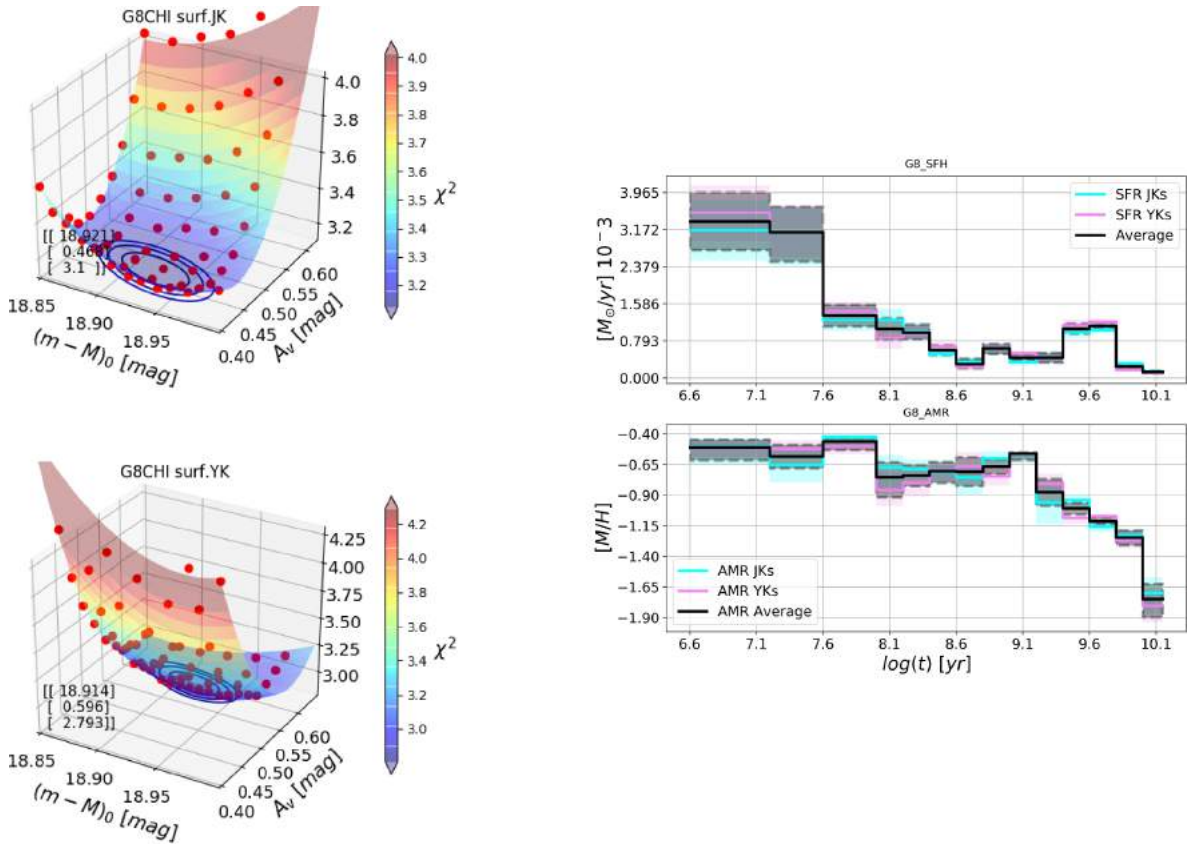 G8CHI surf.JK
4.0
3.8
3.6
3.4
3.2
[[ 18.921]
[ 0.468]
[ 3.1 ]]
18.85
18.90
18.95
(m − M)₀ [mag]
0.40
0.45
0.50
0.55
0.60
Aᵥ [mag]
4.0
3.9
3.8
3.7
3.6
3.5
3.4
3.3
3.2
χ²
G8CHI surf.YK
4.25
4.00
3.75
3.50
3.25
3.00
[[ 18.914]
[ 0.596]
[ 2.793]]
18.85
18.90
18.95
(m − M)₀ [mag]
0.40
0.45
0.50
0.55
0.60
Aᵥ [mag]
4.2
4.0
3.8
3.6
3.4
3.2
3.0
χ²
G8_SFH
[M⊙/yr] 10⁻ 3
3.965
3.172
2.379
1.586
0.793
0.000
SFR JKs
SFR YKs
Average
6.6 7.1 7.6 8.1 8.6 9.1 9.6 10.1
G8_AMR
[M/H]
−0.40
−0.65
−0.90
−1.15
−1.40
−1.65
−1.90
AMR JKs
AMR YKs
AMR Average
6.6 7.1 7.6 8.1 8.6 9.1 9.6 10.1
log(t) [yr]